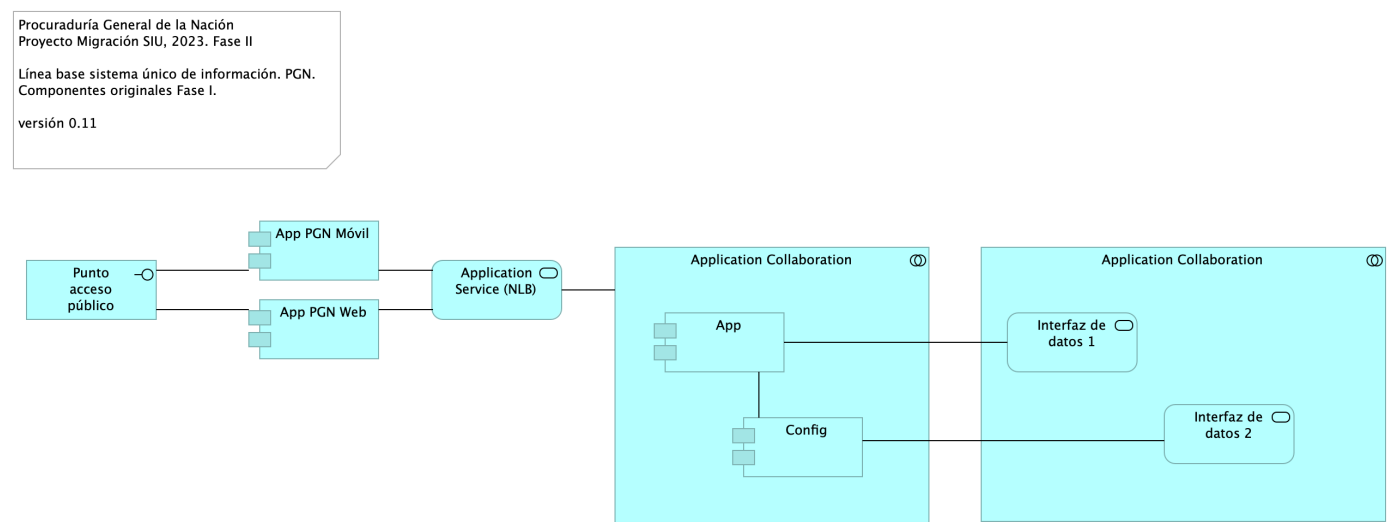 Procuraduría General de la Nación
Proyecto Migración SIU, 2023. Fase II
Línea base sistema único de información. PGN.
Componentes originales Fase I.
versión 0.11
Punto
acceso
público
App PGN Móvil
App PGN Web
Application
Service (NLB)
Application Collaboration
App
Config
Application Collaboration
Interfaz de
datos 1
Interfaz de
datos 2